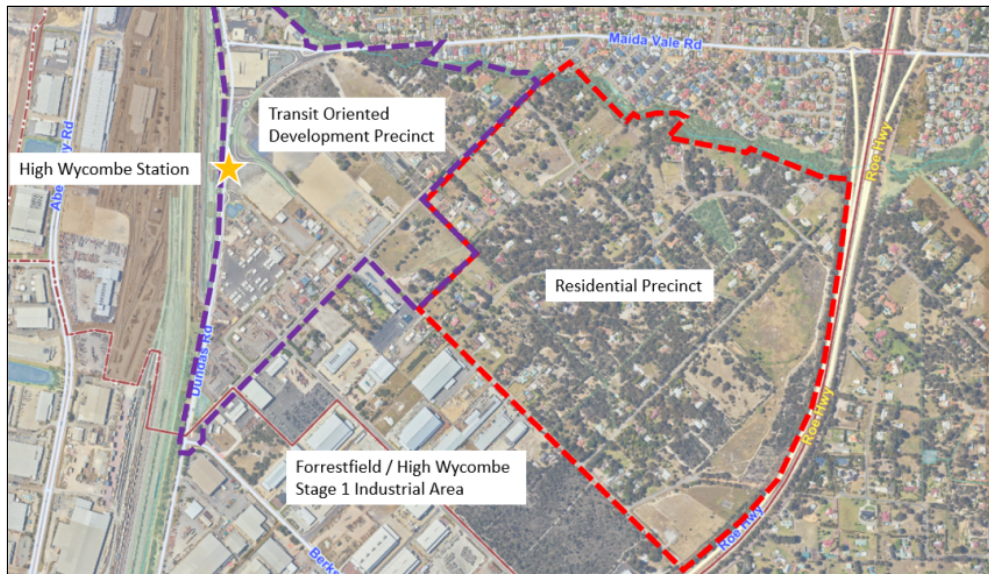 Maida Vale Rd
Transit Oriented
Development Precinct
High Wycombe Station
Roe Hwy
Residential Precinct
Dundas Rd
Roe Hwy
Forrestfield / High Wycombe
Stage 1 Industrial Area
Roe Hwy